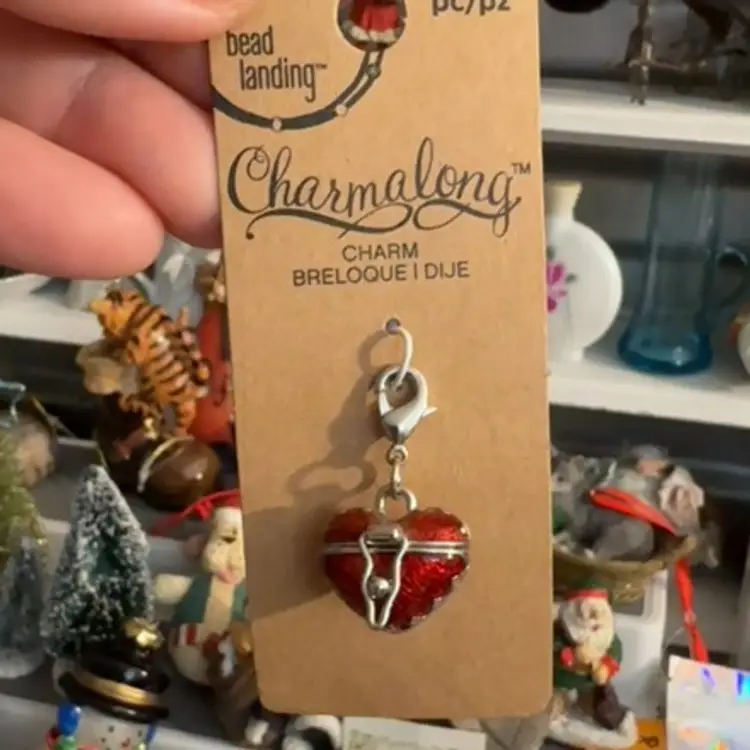 pc/pz
bead
landing™
Charmalong™
CHARM
BRELOQUE | DIJE